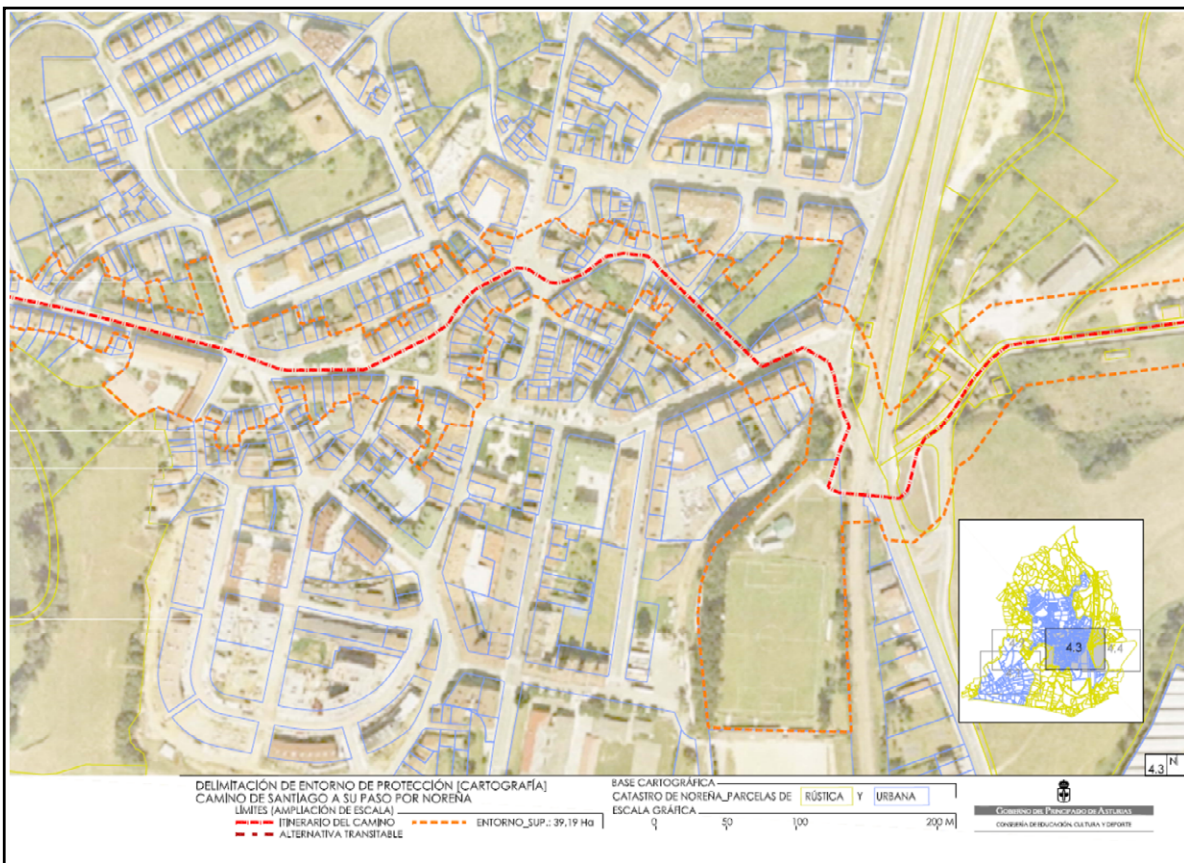 4.3
4.4
4.3 N
DELIMITACIÓN DE ENTORNO DE PROTECCIÓN [CARTOGRAFÍA]
CAMINO DE SANTIAGO A SU PASO POR NOREÑA
LÍMITES [AMPLIACIÓN DE ESCALA]
ITINERARIO DEL CAMINO
ENTORNO_SUP.: 39,19 Ha
ALTERNATIVA TRANSITABLE
BASE CARTOGRÁFICA
CATASTRO DE NOREÑA_PARCELAS DE RÚSTICA Y URBANA
ESCALA GRÁFICA
0 50 100 200 M
GOBIERNO DEL PRINCIPADO DE ASTURIAS
CONSEJERÍA DE EDUCACIÓN, CULTURA Y DEPORTE